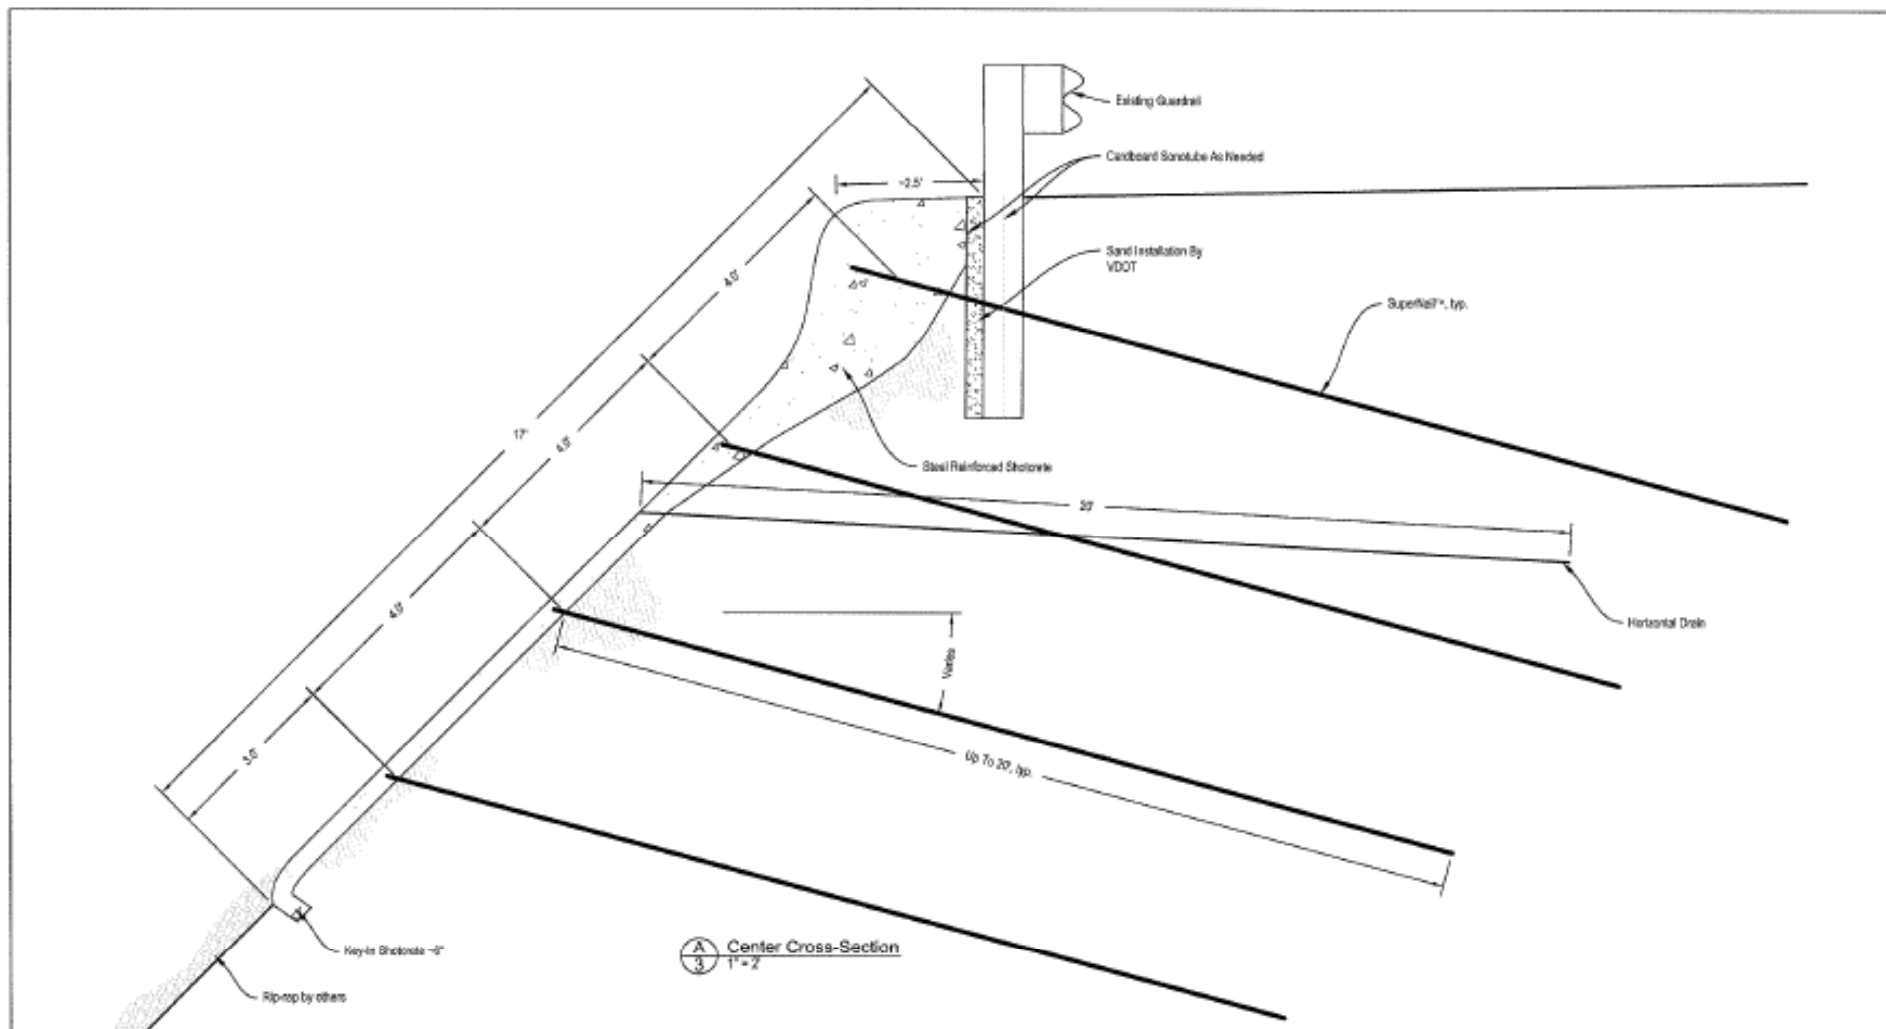 Existing Guardrail
Cardboard Sonotube As Needed
~2.5'
Sand Installation By
VDOT
4.0'
SuperNail™, typ.
17'
4.0'
Steel Reinforced Shotcrete
20'
4.0'
Horizontal Drain
Varies
3.0'
Up To 20', typ.
Key-In Shotcrete ~6"
Rip-rap by others
A
3
Center Cross-Section
1" = 2'